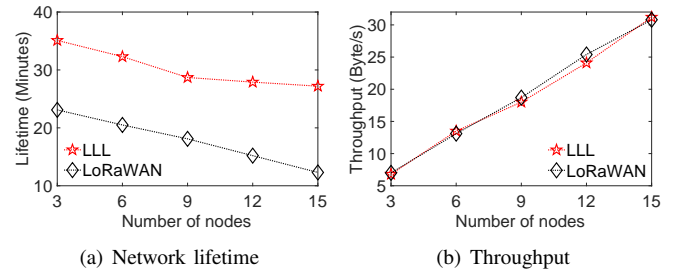 40
30
20
10
Lifetime (Minutes)
LLL
LoRaWAN
3 6 9 12 15
Number of nodes
(a) Network lifetime
30
25
20
15
10
5
Throughput (Byte/s)
LLL
LoRaWAN
3 6 9 12 15
Number of nodes
(b) Throughput